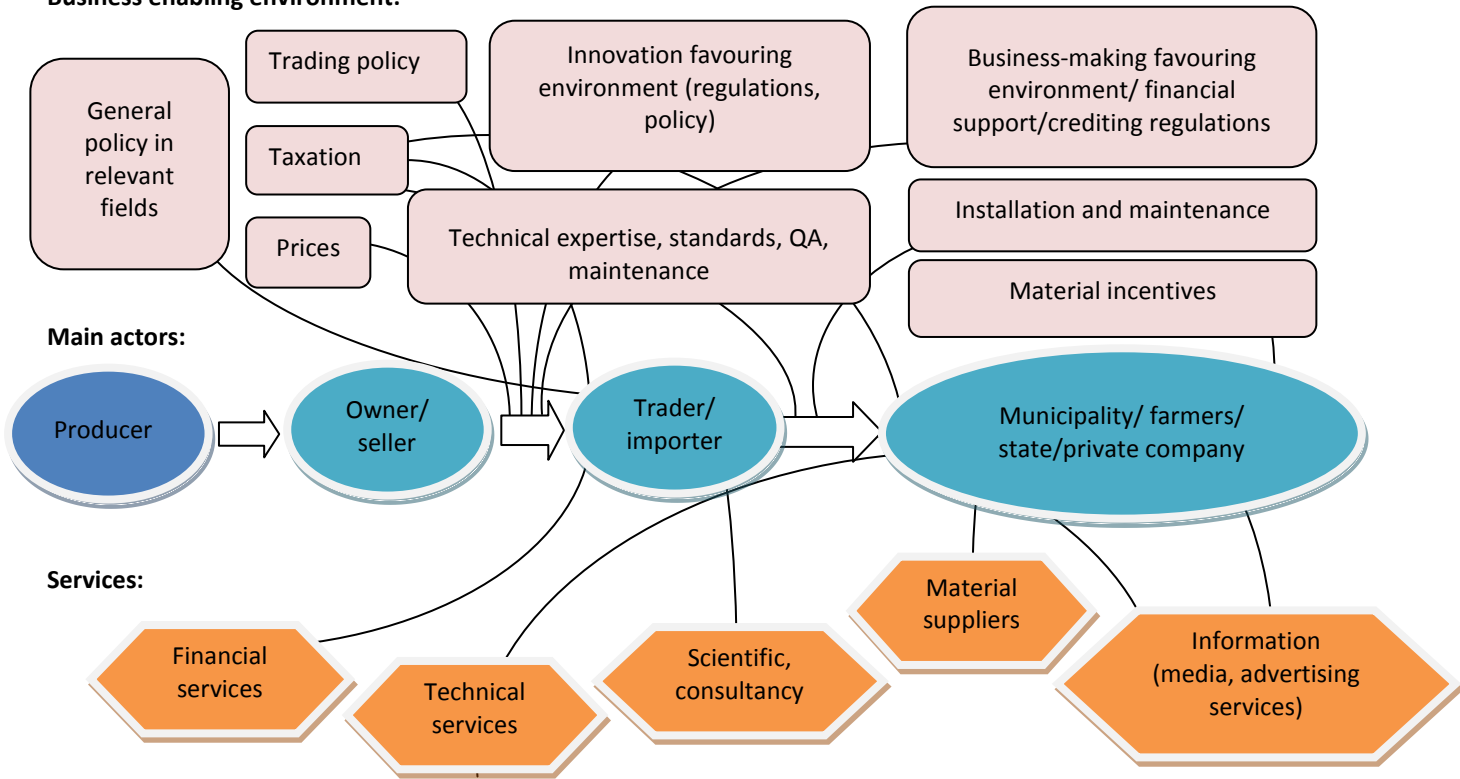 Business enabling environment:
Trading policy
Innovation favouring
environment (regulations,
policy)
Business-making favouring
environment/ financial
support/crediting regulations
General
policy in
relevant
fields
Taxation
Installation and maintenance
Prices
Technical expertise, standards, QA,
maintenance
Material incentives
Main actors:
Producer
Owner/
seller
Trader/
importer
Municipality/ farmers/
state/private company
Services:
Financial
services
Technical
services
Scientific,
consultancy
Material
suppliers
Information
(media, advertising
services)